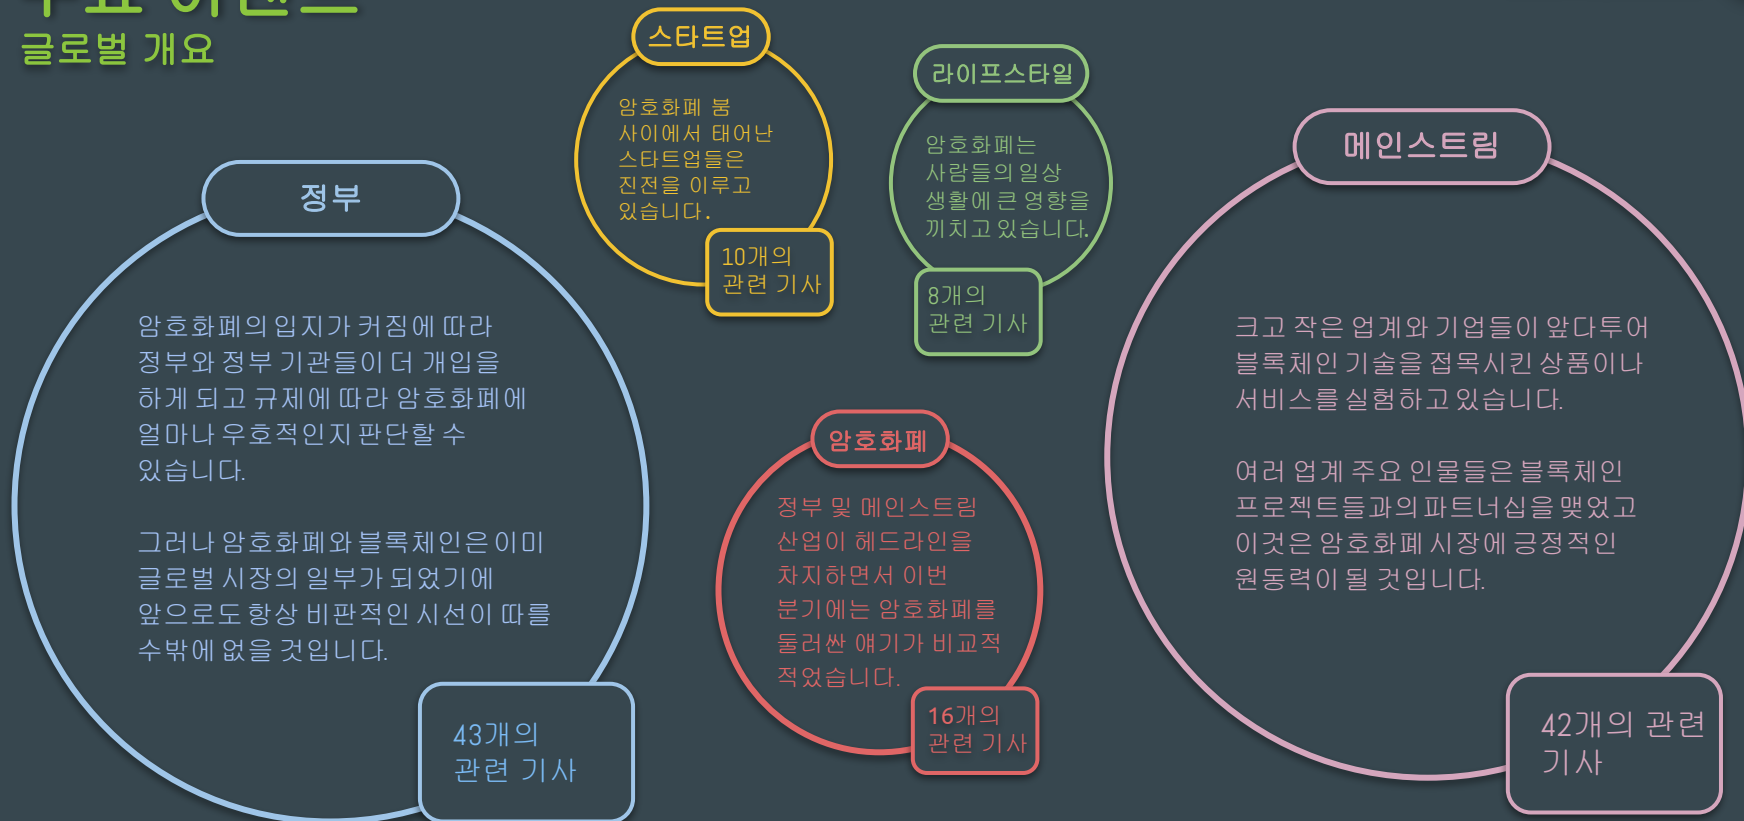 주요 이벤트
글로벌 개요
정부
암호화폐의 입지가 커짐에 따라
정부와 정부 기관들이 더 개입을
하게 되고 규제에 따라 암호화폐에
얼마나 우호적인지 판단할 수
있습니다.
그러나 암호화폐와 블록체인은 이미
글로벌 시장의 일부가 되었기에
앞으로도 항상 비판적인 시선이 따를
수밖에 없을 것입니다.
43개의
관련 기사
스타트업
암호화폐 붐
사이에서 태어난
스타트업들은
진전을 이루고
있습니다.
10개의
관련 기사
라이프스타일
암호화폐는
사람들의 일상
생활에 큰 영향을
끼치고 있습니다.
8개의
관련 기사
암호화폐
정부 및 메인스트림
산업이 헤드라인을
차지하면서 이번
분기에는 암호화폐를
둘러싼 얘기가 비교적
적었습니다.
16개의
관련 기사
메인스트림
크고 작은 업계와 기업들이 앞다투어
블록체인 기술을 접목시킨 상품이나
서비스를 실험하고 있습니다.
여러 업계 주요 인물들은 블록체인
프로젝트들과의 파트너십을 맺었고
이것은 암호화폐 시장에 긍정적인
원동력이 될 것입니다.
42개의 관련
기사